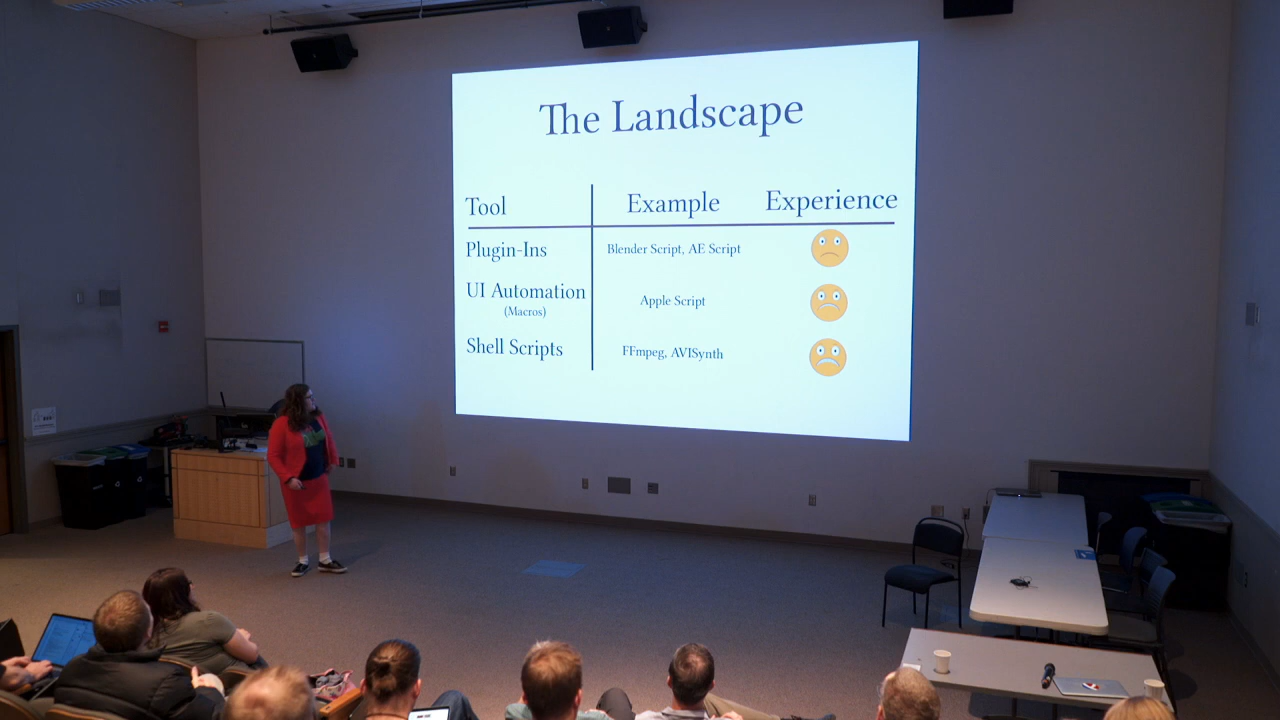 The Landscape
Tool Example Experience
Plugin-Ins Blender Script, AE Script
UI Automation Apple Script
(Macros)
Shell Scripts FFmpeg, AVISynth